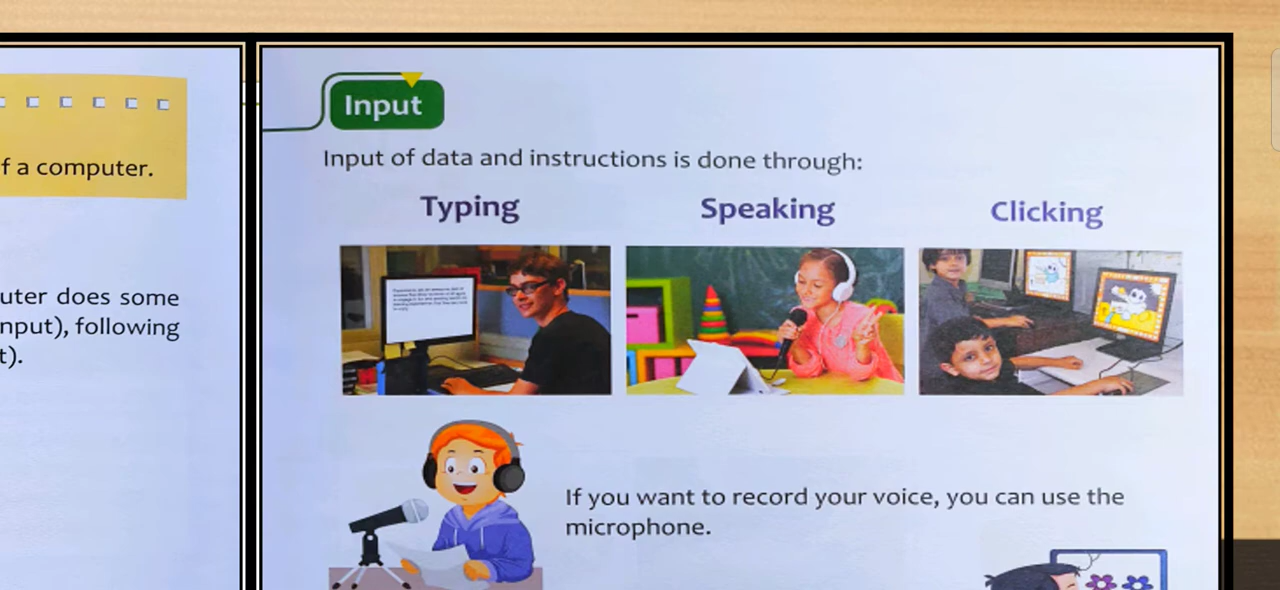 f a computer.
uter does some
nput), following
t).
Input
Input of data and instructions is done through:
Typing Speaking Clicking
If you want to record your voice, you can use the
microphone.